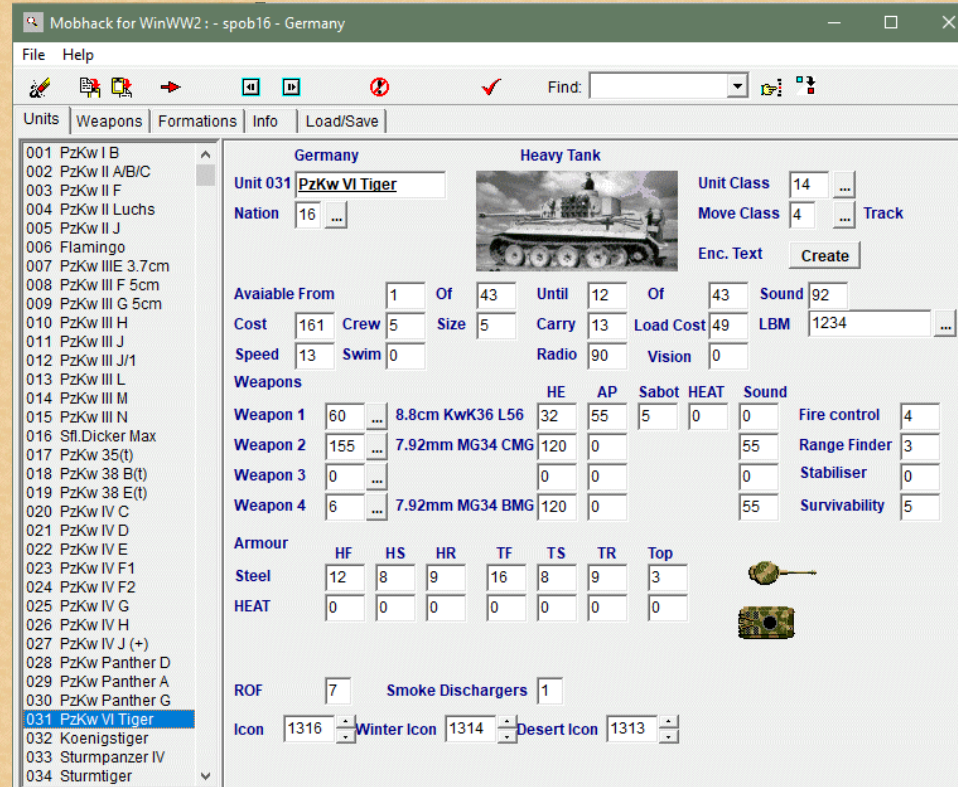 Mobhack for WinWW2 : - spob16 - Germany
File Help
Find:
Units Weapons Formations Info Load/Save
001 PzKw I B
002 PzKw II A/B/C
003 PzKw II F
004 PzKw II Luchs
005 PzKw II J
006 Flamingo
007 PzKw IIIE 3.7cm
008 PzKw III F 5cm
009 PzKw III G 5cm
010 PzKw III H
011 PzKw III J
012 PzKw III J/1
013 PzKw III L
014 PzKw III M
015 PzKw III N
016 Sfl.Dicker Max
017 PzKw 35(t)
018 PzKw 38 B(t)
019 PzKw 38 E(t)
020 PzKw IV C
021 PzKw IV D
022 PzKw IV E
023 PzKw IV F1
024 PzKw IV F2
025 PzKw IV G
026 PzKw IV H
027 PzKw IV J (+)
028 PzKw Panther D
029 PzKw Panther A
030 PzKw Panther G
031 PzKw VI Tiger
032 Koenigstiger
033 Sturmpanzer IV
034 Sturmtiger
Germany Heavy Tank
Unit 031 PzKw VI Tiger Unit Class 14 ...
Nation 16 ... Move Class 4 ... Track
Enc. Text Create
Avaiable From 1 Of 43 Until 12 Of 43 Sound 92
Cost 161 Crew 5 Size 5 Carry 13 Load Cost 49 LBM 1234 ...
Speed 13 Swim 0 Radio 90 Vision 0
Weapons HE AP Sabot HEAT Sound
Weapon 1 60 ... 8.8cm KwK36 L56 32 55 5 0 0 Fire control 4
Weapon 2 155 ... 7.92mm MG34 CMG 120 0 55 Range Finder 3
Weapon 3 0 ... 0 0 0 Stabiliser 0
Weapon 4 6 ... 7.92mm MG34 BMG 120 0 55 Survivability 5
Armour HF HS HR TF TS TR Top
Steel 12 8 9 16 8 9 3
HEAT 0 0 0 0 0 0 0
ROF 7 Smoke Dischargers 1
Icon 1316 Winter Icon 1314 Desert Icon 1313